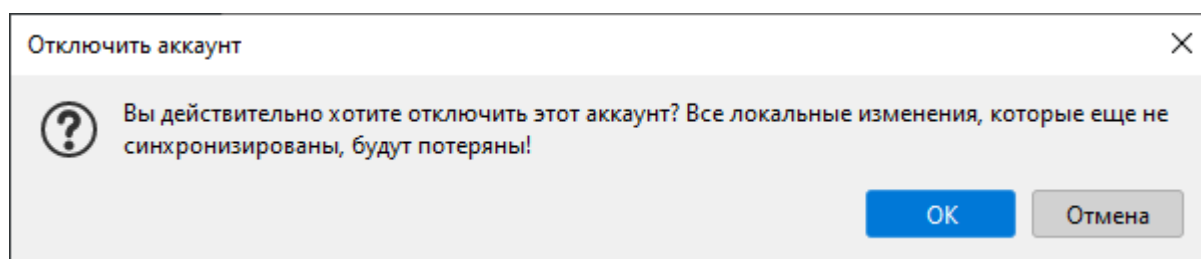 Отключить аккаунт
Вы действительно хотите отключить этот аккаунт? Все локальные изменения, которые еще не
синхронизированы, будут потеряны!
OK
Отмена